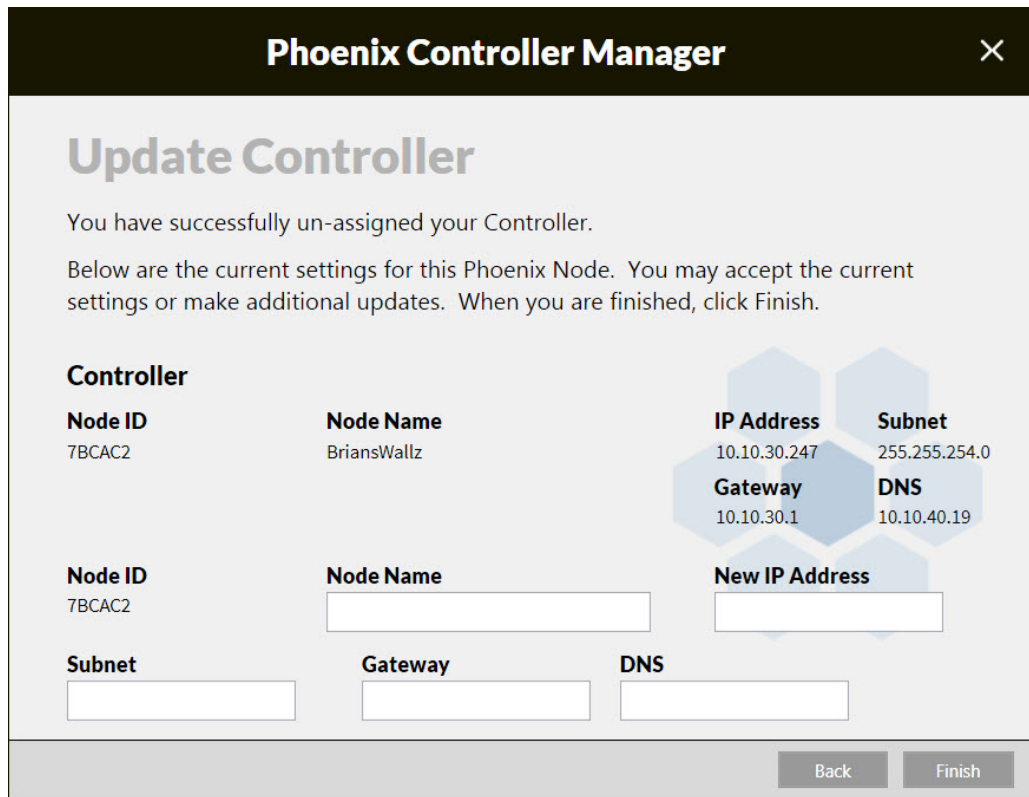 Phoenix Controller Manager
Update Controller
You have successfully un-assigned your Controller.
Below are the current settings for this Phoenix Node. You may accept the current
settings or make additional updates. When you are finished, click Finish.
Controller
Node ID Node Name IP Address Subnet
7BCAC2 BriansWallz 10.10.30.247 255.255.254.0
Gateway DNS
10.10.30.1 10.10.40.19
Node ID Node Name New IP Address
7BCAC2
Subnet Gateway DNS
Back Finish